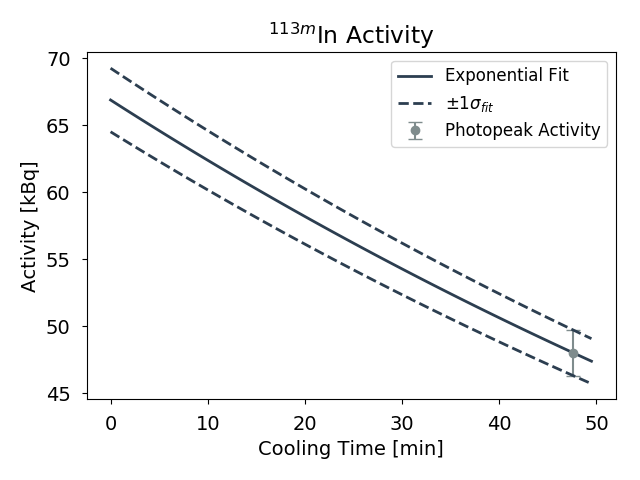 ¹¹³ᵐIn Activity
Exponential Fit
±1σ_fit
Photopeak Activity
Activity [kBq]
70
65
60
55
50
45
0 10 20 30 40 50
Cooling Time [min]